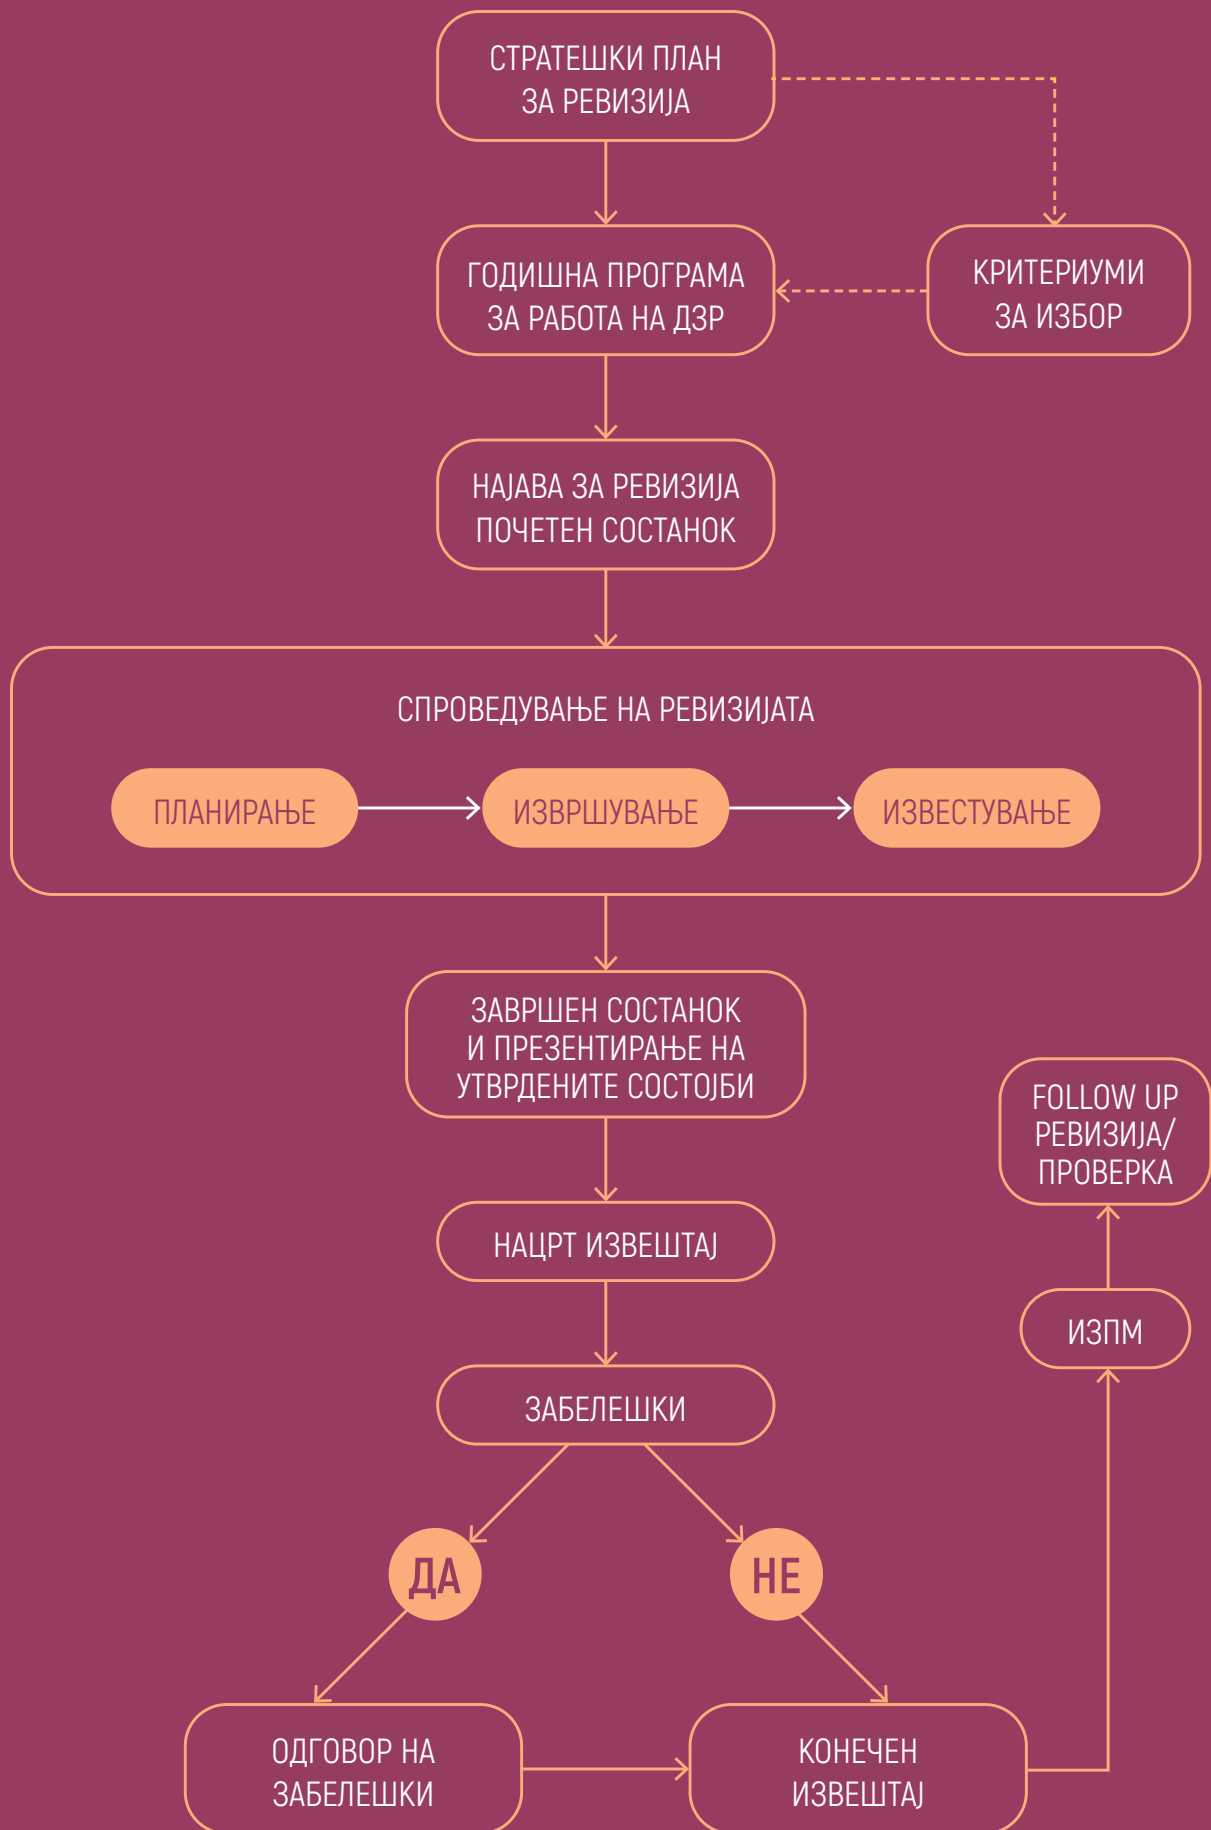 СТРАТЕШКИ ПЛАН
ЗА РЕВИЗИЈА
ГОДИШНА ПРОГРАМА
ЗА РАБОТА НА ДЗР
КРИТЕРИУМИ
ЗА ИЗБОР
НАЈАВА ЗА РЕВИЗИЈА
ПОЧЕТЕН СОСТАНОК
СПРОВЕДУВАЊЕ НА РЕВИЗИЈАТА
ПЛАНИРАЊЕ
ИЗВРШУВАЊЕ
ИЗВЕСТУВАЊЕ
ЗАВРШЕН СОСТАНОК
И ПРЕЗЕНТИРАЊЕ НА
УТВРДЕНИТЕ СОСТОЈБИ
FOLLOW UP
РЕВИЗИЈА/
ПРОВЕРКА
НАЦРТ ИЗВЕШТАЈ
ИЗПМ
ЗАБЕЛЕШКИ
ДА
НЕ
ОДГОВОР НА
ЗАБЕЛЕШКИ
КОНЕЧЕН
ИЗВЕШТАЈ